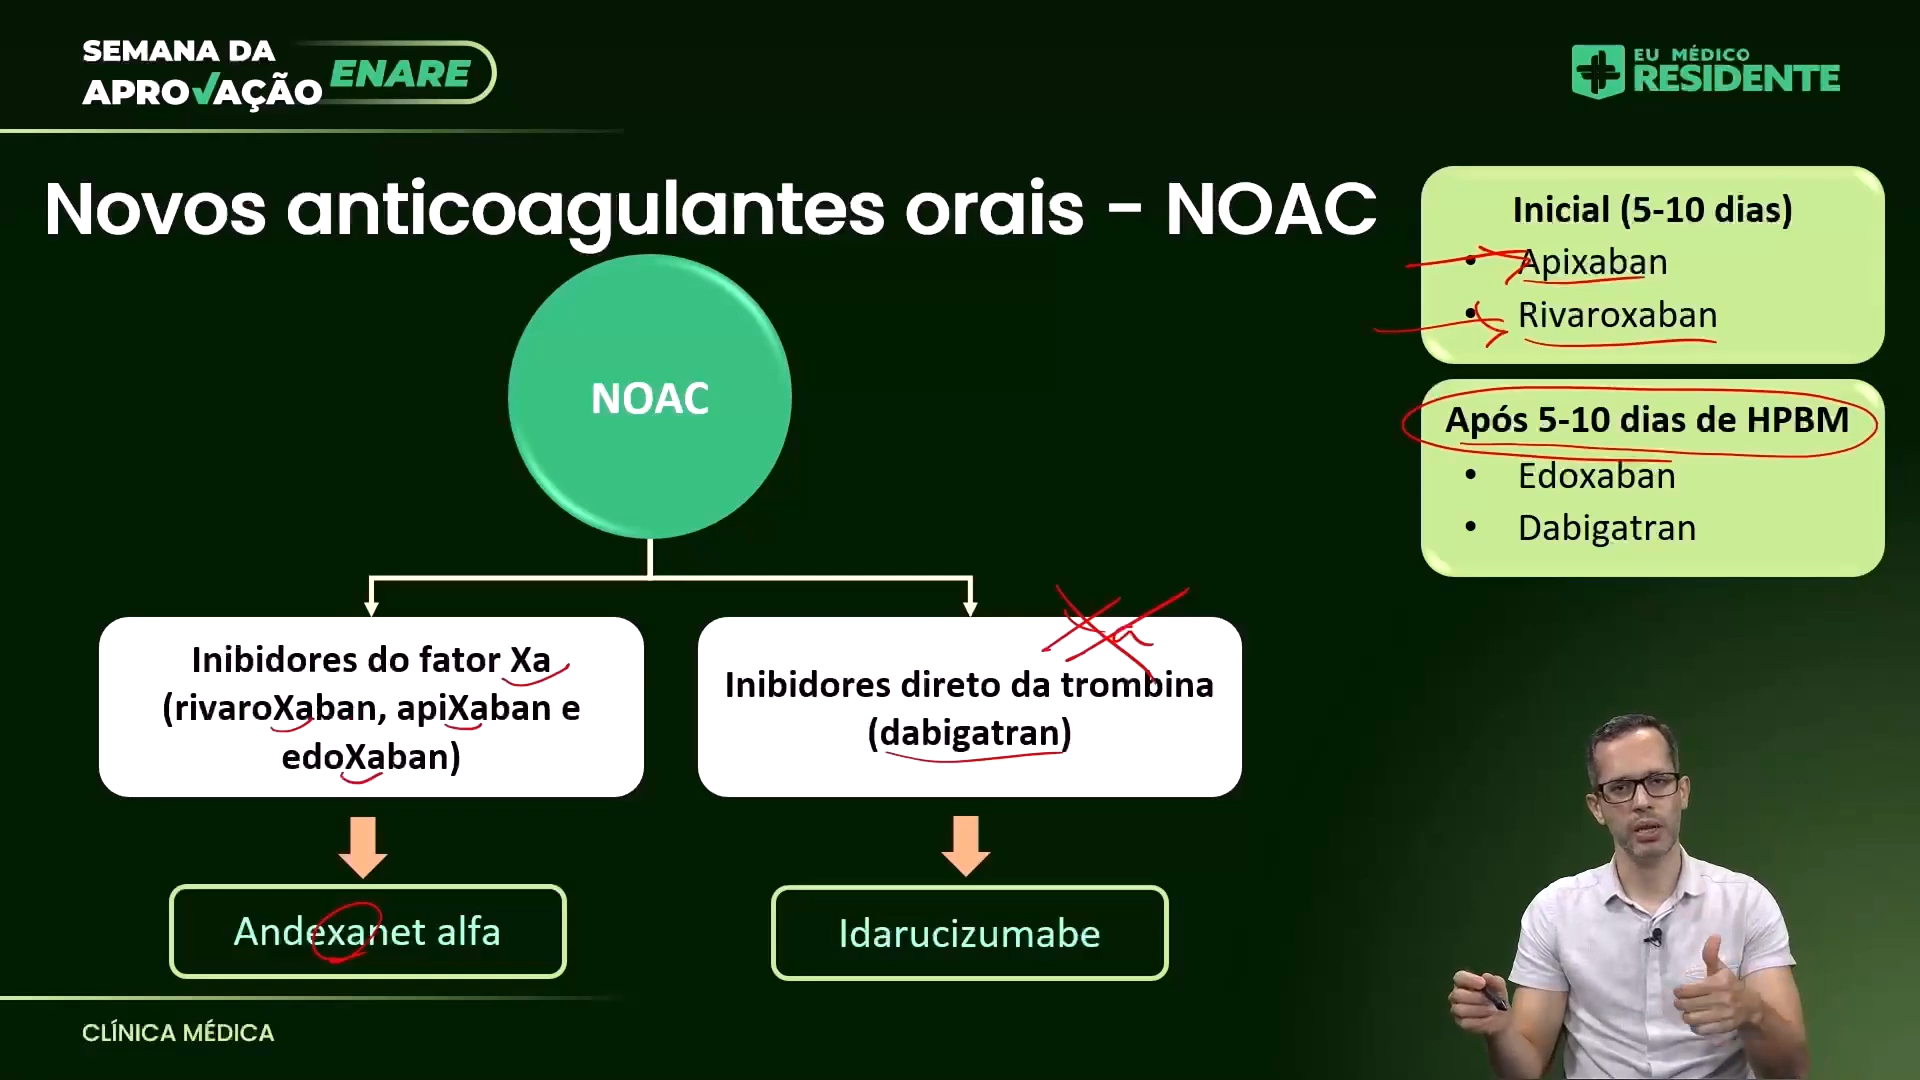 SEMANA DA
APROVAÇÃO ENARE
EU MÉDICO
RESIDENTE
Novos anticoagulantes orais - NOAC
Inicial (5-10 dias)
• Apixaban
• Rivaroxaban
Após 5-10 dias de HPBM
• Edoxaban
• Dabigatran
NOAC
Inibidores do fator Xa
(rivaroXaban, apiXaban e
edoXaban)
Inibidores direto da trombina
(dabigatran)
Andexanet alfa
Idarucizumabe
CLÍNICA MÉDICA